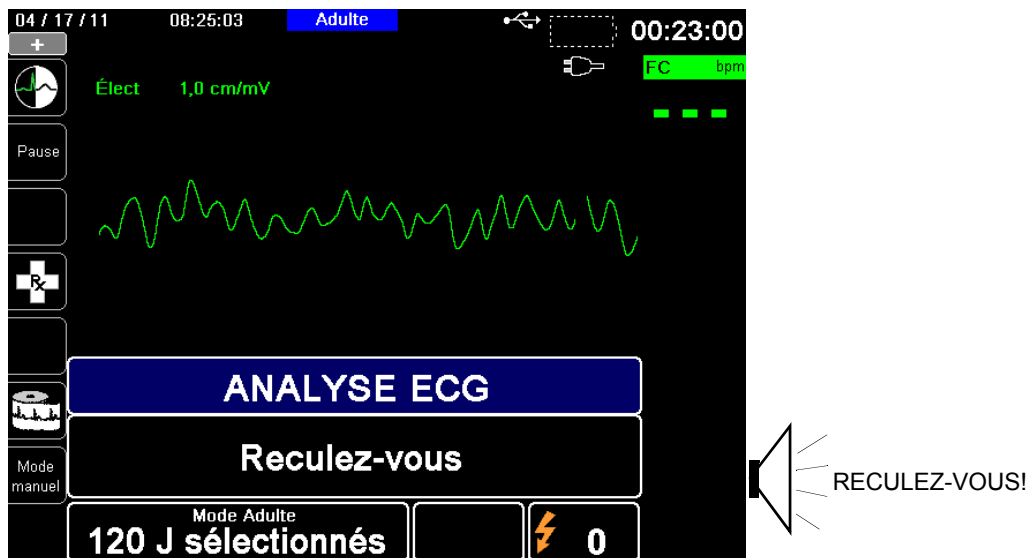 04 / 17 / 11 08:25:03 Adulte 00:23:00
+
FC bpm
Élect 1,0 cm/mV
- - -
Pause
Rx
ANALYSE ECG
Reculez-vous
RECULEZ-VOUS!
Mode
manuel
Mode Adulte
120 J sélectionnés 0